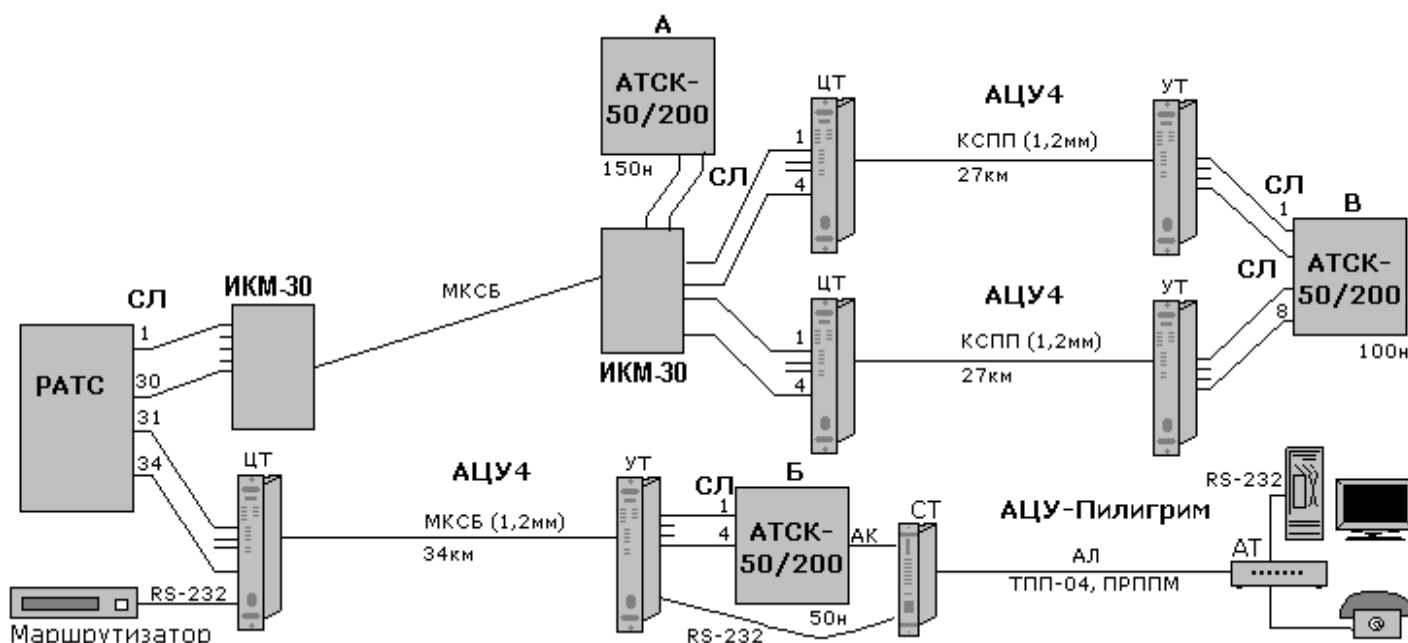 А
АТСК-
50/200
150н
СЛ
ЦТ
АЦУ4
УТ
1
4
КСПП (1,2мм)
27км
СЛ
1
В
АТСК-
50/200
8
100н
СЛ
ИКМ-30
ЦТ
АЦУ4
УТ
1
4
КСПП (1,2мм)
27км
МКСБ
СЛ
ИКМ-30
РАТС
1
30
31
34
ЦТ
АЦУ4
УТ
МКСБ (1,2мм)
34км
СЛ
1
4
Б
АТСК-
50/200
50н
АК
СТ
АЦУ-Пилигрим
АЛ
ТПП-04, ПРППМ
АТ
RS-232
RS-232
RS-232
Маршрутизатор